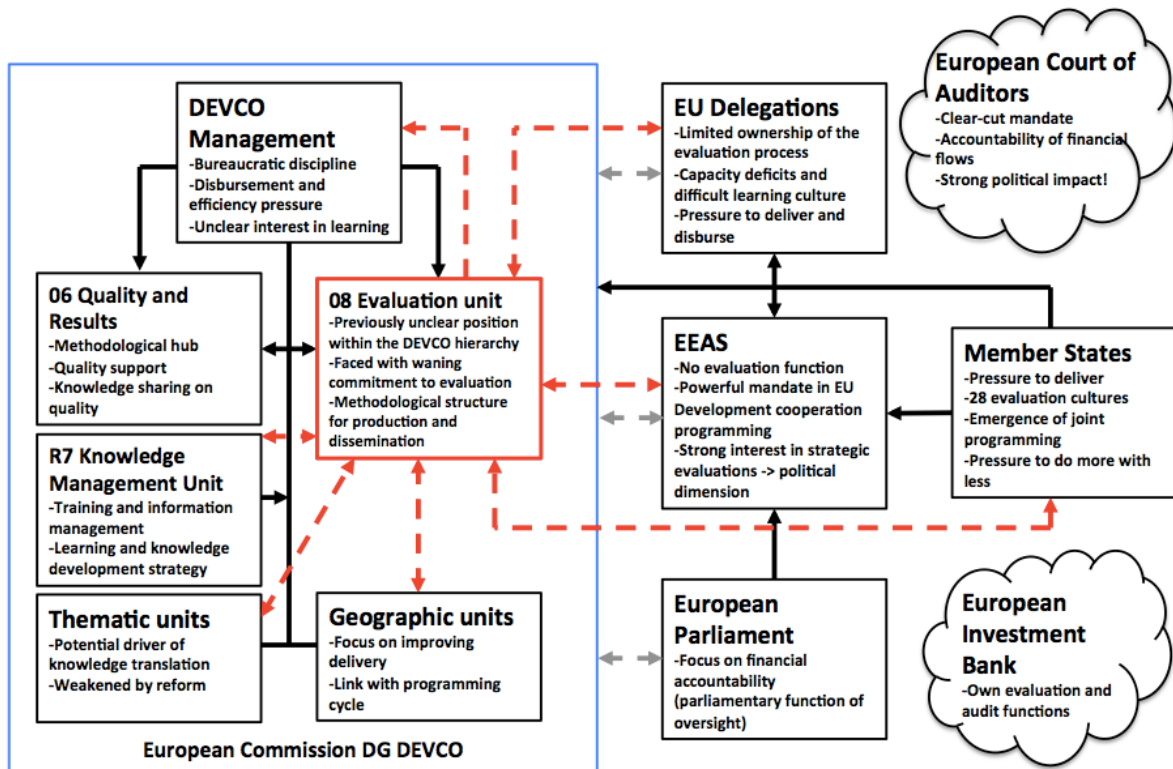 DEVCO
Management
-Bureaucratic discipline
-Disbursement and
efficiency pressure
-Unclear interest in learning
06 Quality and
Results
-Methodological hub
-Quality support
-Knowledge sharing on
quality
08 Evaluation unit
-Previously unclear position
within the DEVCO hierarchy
-Faced with waning
commitment to evaluation
-Methodological structure
for production and
dissemination
R7 Knowledge
Management Unit
-Training and information
management
-Learning and knowledge
development strategy
Thematic units
-Potential driver of
knowledge translation
-Weakened by reform
Geographic units
-Focus on improving
delivery
-Link with programming
cycle
European Commission DG DEVCO
EU Delegations
-Limited ownership of the
evaluation process
-Capacity deficits and
difficult learning culture
-Pressure to deliver and
disburse
EEAS
-No evaluation function
-Powerful mandate in EU
Development cooperation
programming
-Strong interest in strategic
evaluations -> political
dimension
European
Parliament
-Focus on financial
accountability
(parliamentary function of
oversight)
European Court of
Auditors
-Clear-cut mandate
-Accountability of financial
flows
-Strong political impact!
Member States
-Pressure to deliver
-28 evaluation cultures
-Emergence of joint
programming
-Pressure to do more with
less
European
Investment
Bank
-Own evaluation and
audit functions